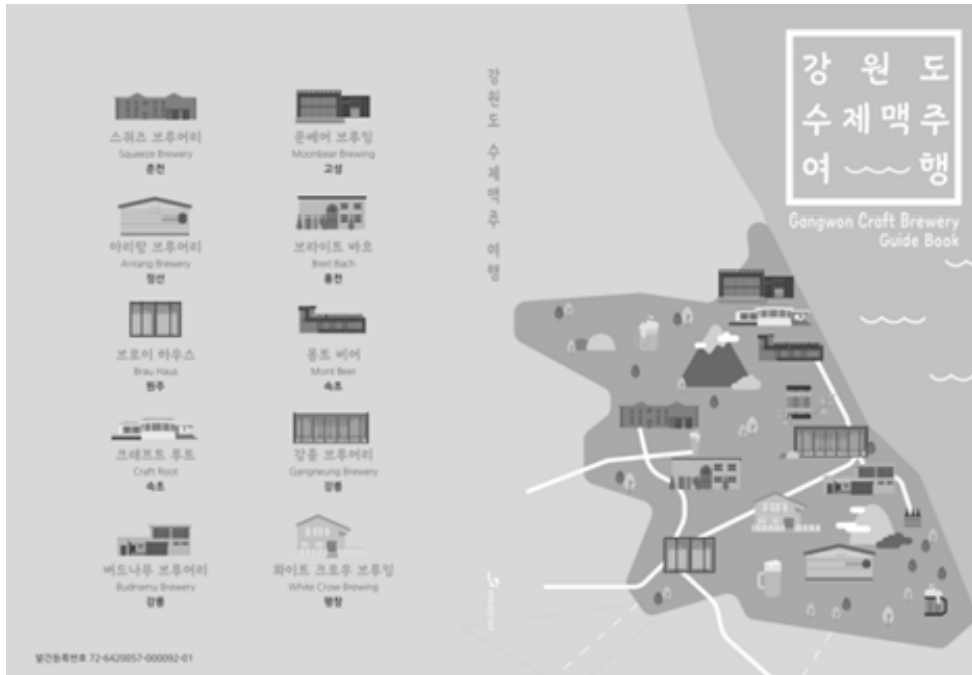 스퀴즈 브루어리
Squeeze Brewery
춘천
문베어 브루잉
Moonbear Brewing
고성
아리랑 브루어리
Arirang Brewery
정선
브라이트 바흐
Breit Bach
홍천
브로이 하우스
Brau Haus
원주
몽트 비어
Mont Beer
속초
크래프트 루트
Craft Root
속초
강릉 브루어리
Gangneung Brewery
강릉
버드나무 브루어리
Budnamu Brewery
강릉
화이트 크로우 브루잉
White Crow Brewing
평창
발간등록번호 72-6420057-000092-01
강원도 수제맥주 여행
강원도
수제맥주
여행
Gangwon Craft Brewery
Guide Book